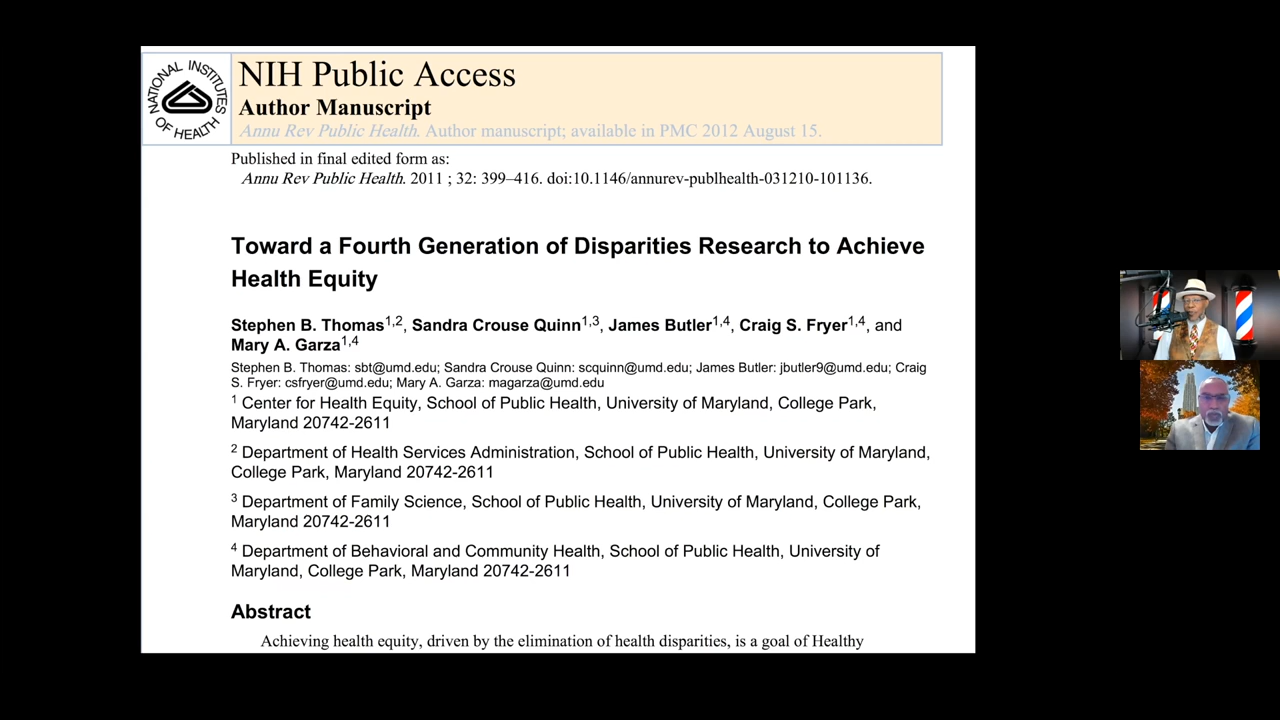 NATIONAL INSTITUTES OF HEALTH
NIH Public Access
Author Manuscript
Annu Rev Public Health. Author manuscript; available in PMC 2012 August 15.
Published in final edited form as:
Annu Rev Public Health. 2011 ; 32: 399–416. doi:10.1146/annurev-publhealth-031210-101136.
Toward a Fourth Generation of Disparities Research to Achieve
Health Equity
Stephen B. Thomas1,2, Sandra Crouse Quinn1,3, James Butler1,4, Craig S. Fryer1,4, and
Mary A. Garza1,4
Stephen B. Thomas: sbt@umd.edu; Sandra Crouse Quinn: scquinn@umd.edu; James Butler: jbutler9@umd.edu; Craig
S. Fryer: csfryer@umd.edu; Mary A. Garza: magarza@umd.edu
1 Center for Health Equity, School of Public Health, University of Maryland, College Park,
Maryland 20742-2611
2 Department of Health Services Administration, School of Public Health, University of Maryland,
College Park, Maryland 20742-2611
3 Department of Family Science, School of Public Health, University of Maryland, College Park,
Maryland 20742-2611
4 Department of Behavioral and Community Health, School of Public Health, University of
Maryland, College Park, Maryland 20742-2611
Abstract
Achieving health equity, driven by the elimination of health disparities, is a goal of Healthy